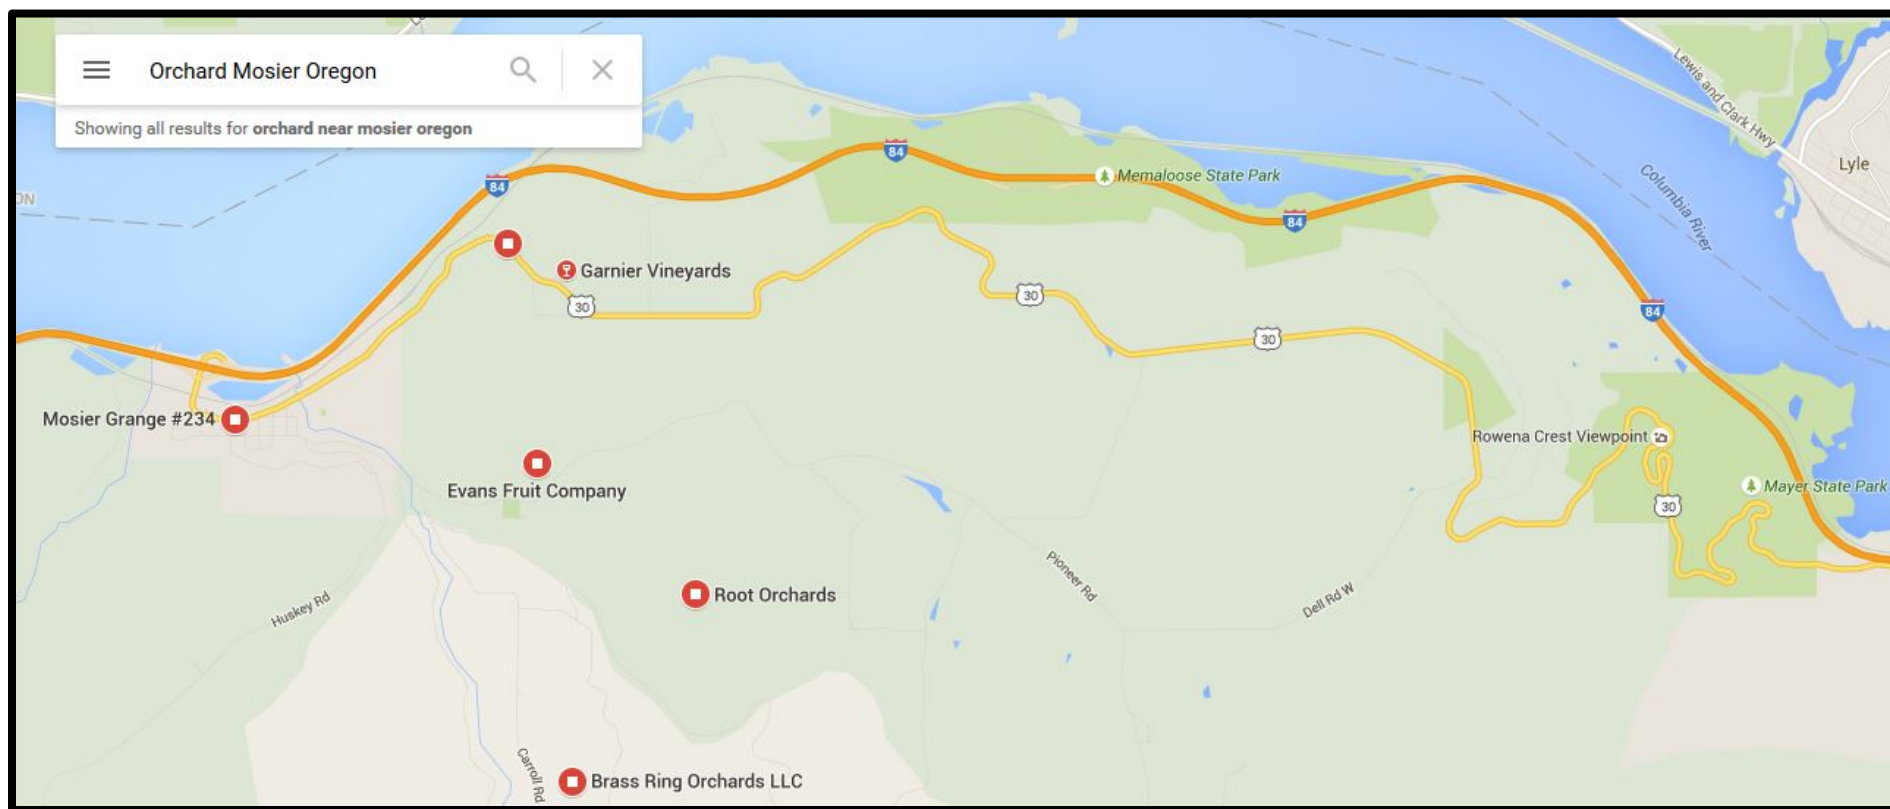 Orchard Mosier Oregon
Showing all results for orchard near mosier oregon
84
84
Memaloose State Park
84
Lewis and Clark Hwy
Lyle
Columbia River
ON
Garnier Vineyards
30
30
30
84
Mosier Grange #234
Evans Fruit Company
Rowena Crest Viewpoint
Mayer State Park
30
Huskey Rd
Root Orchards
Pioneer Rd
Dell Rd W
Carroll Rd
Brass Ring Orchards LLC